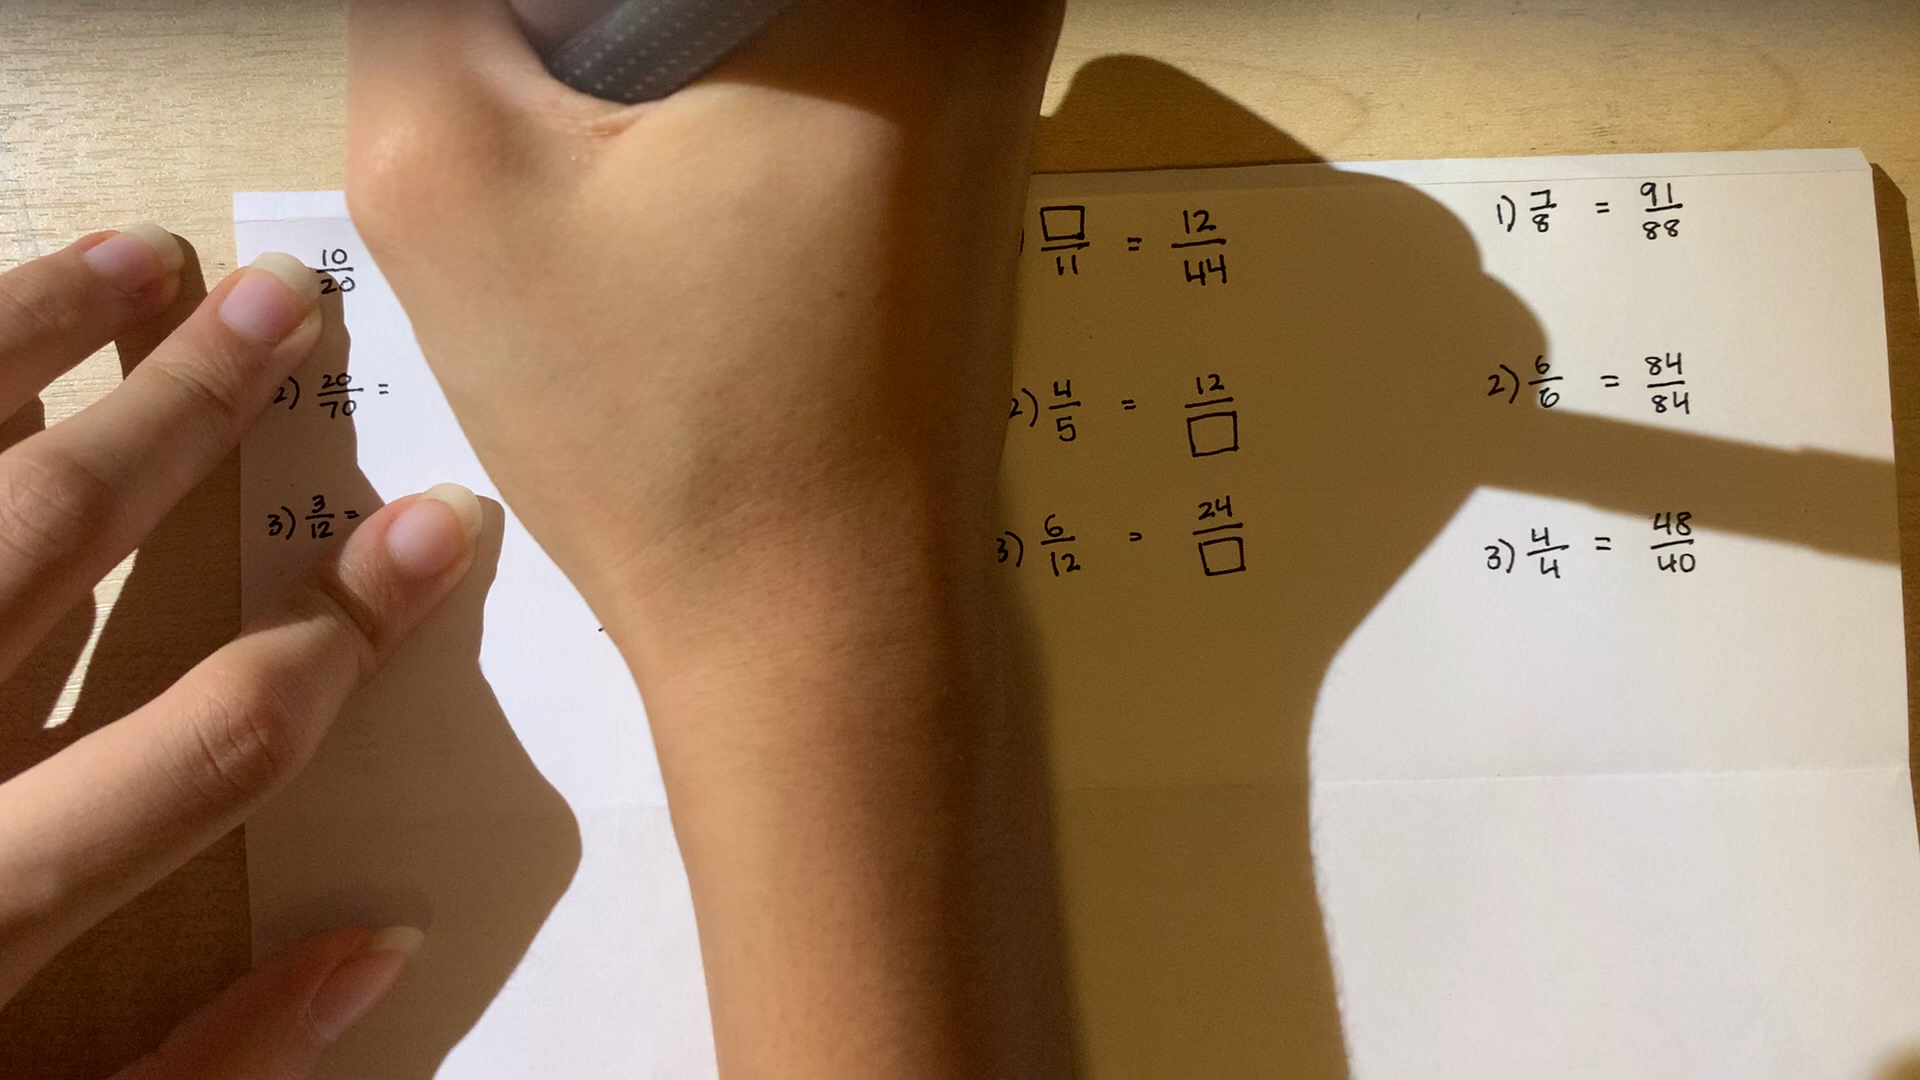 10/20
2) 20/70 =
3) 3/12 =
) □/11 = 12/44
2) 4/5 = 12/□
3) 6/12 = 24/□
1) 7/8 = 91/88
2) 6/6 = 84/84
3) 4/4 = 48/40